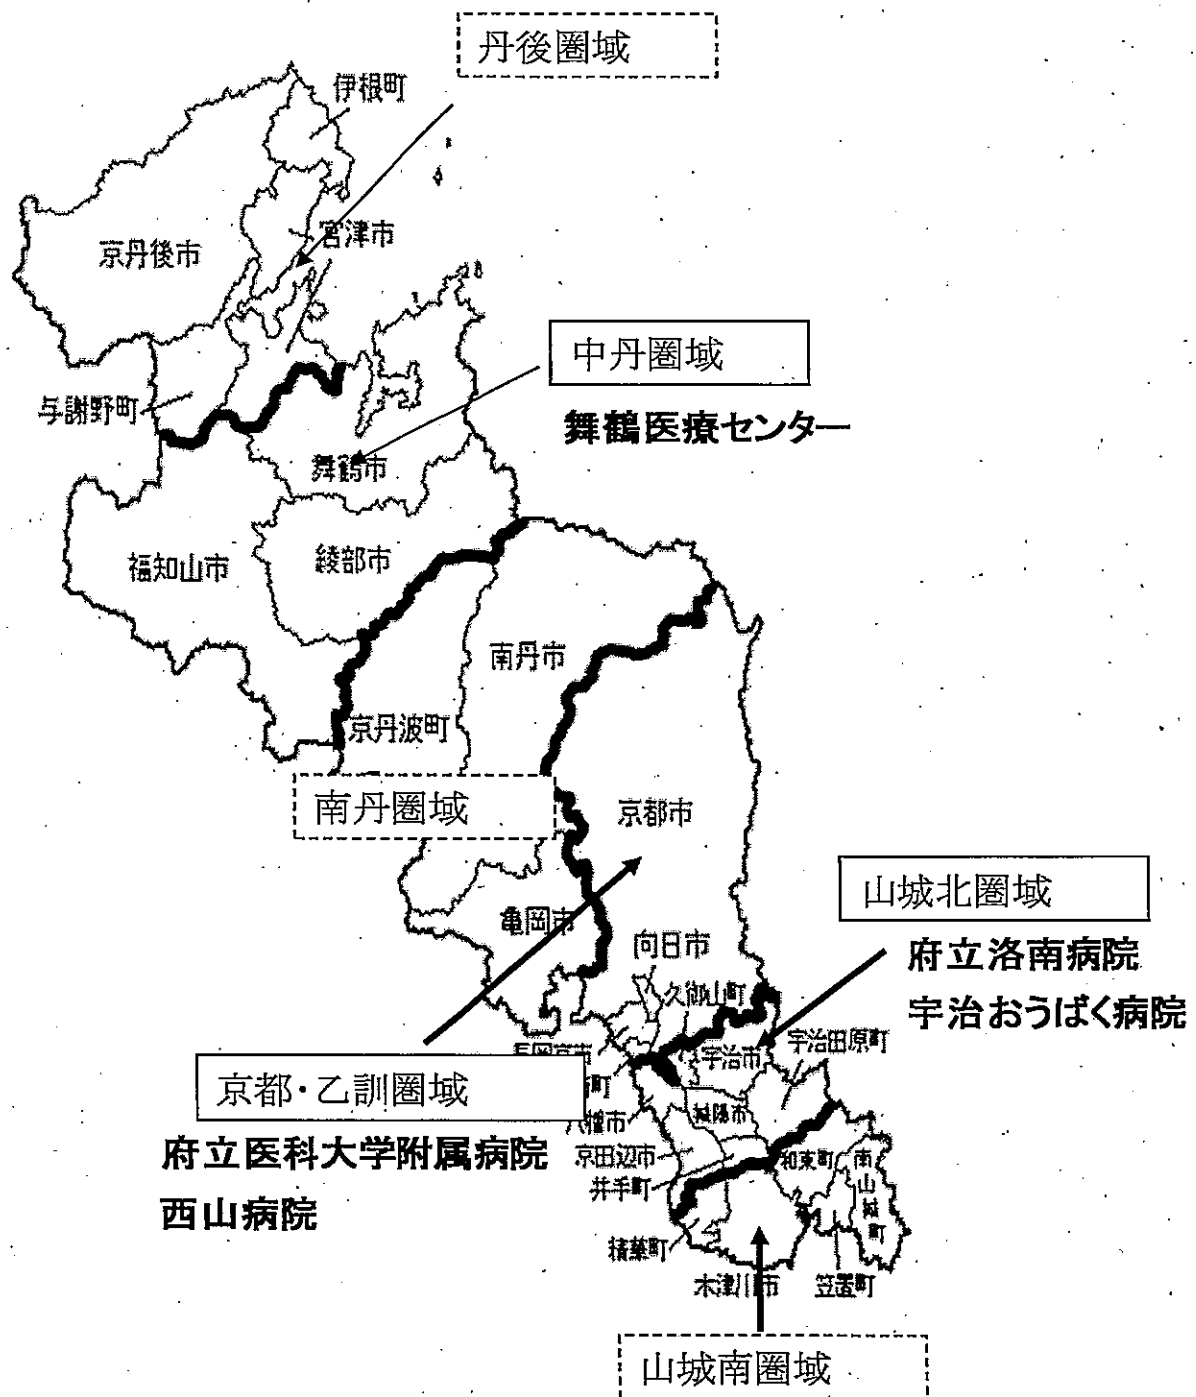 丹後圏域
伊根町
京丹後市
宮津市
中丹圏域
与謝野町
舞鶴医療センター
舞鶴市
福知山市
綾部市
南丹市
京丹波町
南丹圏域
京都市
山城北圏域
亀岡市
向日市
府立洛南病院
久御山町
宇治おうばく病院
宇治田原町
長岡京市
宇治市
京都・乙訓圏域
町
八幡市
城陽市
府立医科大学附属病院
京田辺市
和束町
南山城町
井手町
西山病院
精華町
木津川市
笠置町
山城南圏域